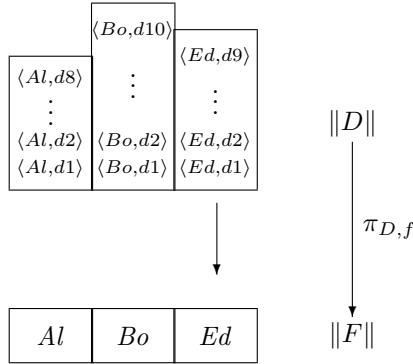 ⟨Bo,d10⟩
⟨Ed,d9⟩
⟨Al,d8⟩
⋮ ⋮ ⋮
‖D‖
⟨Al,d2⟩ ⟨Bo,d2⟩ ⟨Ed,d2⟩
⟨Al,d1⟩ ⟨Bo,d1⟩ ⟨Ed,d1⟩
π_{D,f}
Al Bo Ed ‖F‖